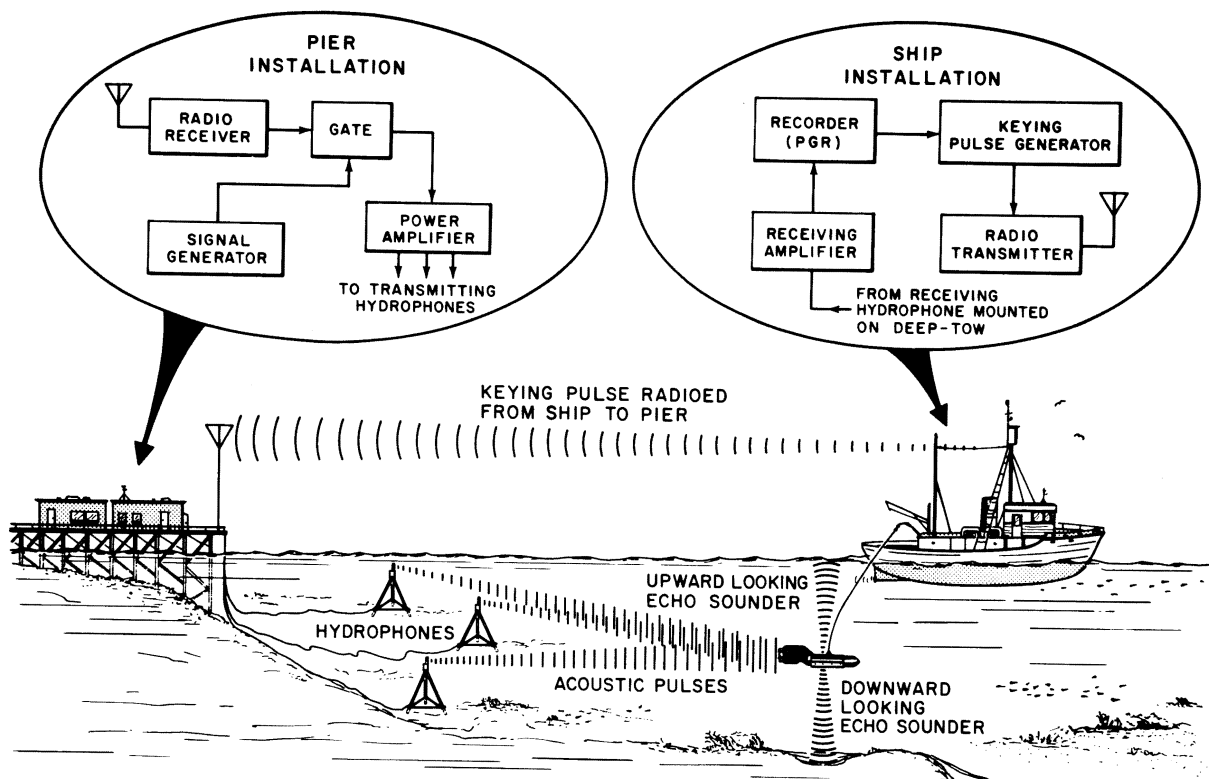 PIER
INSTALLATION
RADIO
RECEIVER
GATE
SIGNAL
GENERATOR
POWER
AMPLIFIER
TO TRANSMITTING
HYDROPHONES
SHIP
INSTALLATION
RECORDER
(PGR)
KEYING
PULSE GENERATOR
RECEIVING
AMPLIFIER
RADIO
TRANSMITTER
FROM RECEIVING
HYDROPHONE MOUNTED
ON DEEP-TOW
KEYING PULSE RADIOED
FROM SHIP TO PIER
UPWARD LOOKING
ECHO SOUNDER
HYDROPHONES
ACOUSTIC PULSES
DOWNWARD
LOOKING
ECHO SOUNDER